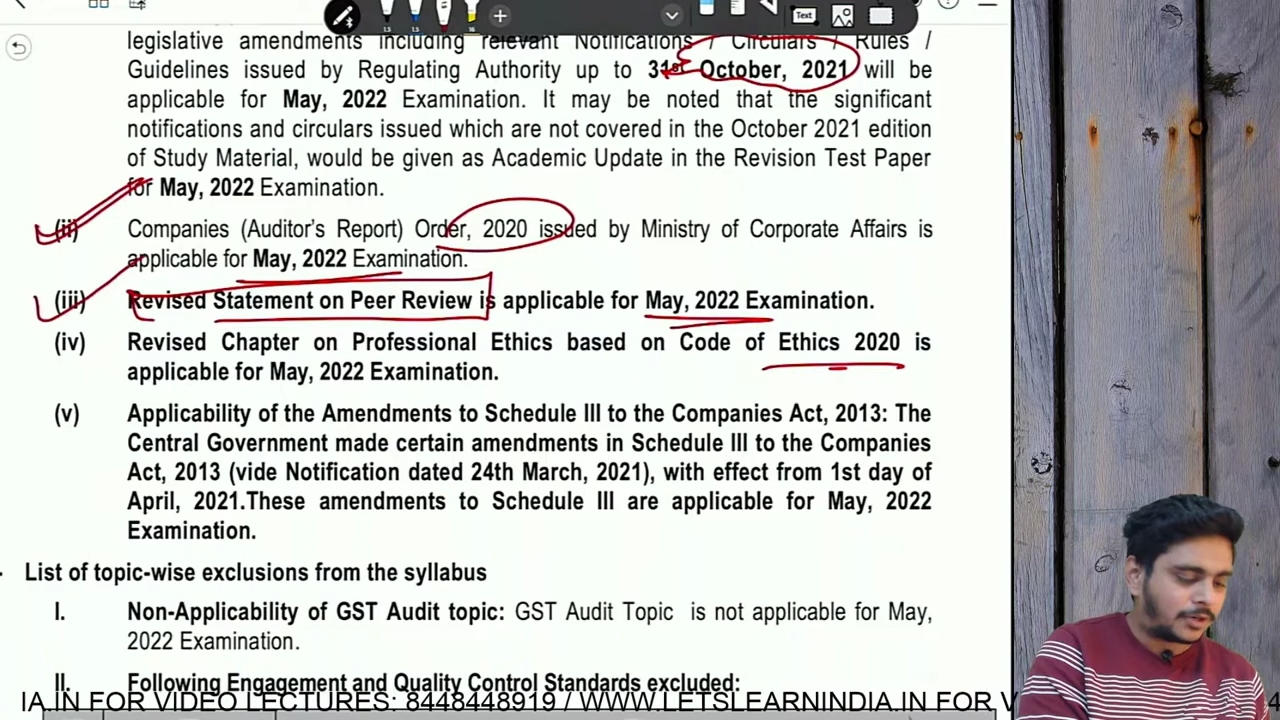 Text
legislative amendments including relevant Notifications / Circulars / Rules /
Guidelines issued by Regulating Authority up to 31st October, 2021 will be
applicable for May, 2022 Examination. It may be noted that the significant
notifications and circulars issued which are not covered in the October 2021 edition
of Study Material, would be given as Academic Update in the Revision Test Paper
for May, 2022 Examination.
(ii) Companies (Auditor's Report) Order, 2020 issued by Ministry of Corporate Affairs is
applicable for May, 2022 Examination.
(iii) Revised Statement on Peer Review is applicable for May, 2022 Examination.
(iv) Revised Chapter on Professional Ethics based on Code of Ethics 2020 is
applicable for May, 2022 Examination.
(v) Applicability of the Amendments to Schedule III to the Companies Act, 2013: The
Central Government made certain amendments in Schedule III to the Companies
Act, 2013 (vide Notification dated 24th March, 2021), with effect from 1st day of
April, 2021.These amendments to Schedule III are applicable for May, 2022
Examination.
List of topic-wise exclusions from the syllabus
I. Non-Applicability of GST Audit topic: GST Audit Topic is not applicable for May,
2022 Examination.
II. Following Engagement and Quality Control Standards excluded:
IA.IN FOR VIDEO LECTURES: 8448448919 / WWW.LETSLEARNINDIA.IN FOR V